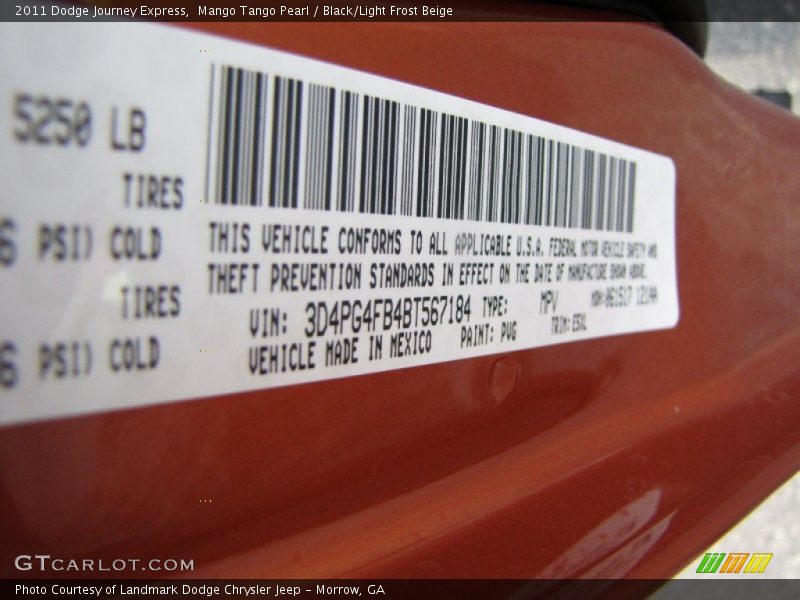 2011 Dodge Journey Express, Mango Tango Pearl / Black/Light Frost Beige
5250 LB
TIRES
PSI) COLD
TIRES
PSI) COLD
THIS VEHICLE CONFORMS TO ALL APPLICABLE U.S.A. FEDERAL MOTOR VEHICLE SAFETY AND
THEFT PREVENTION STANDARDS IN EFFECT ON THE DATE OF MANUFACTURE SHOWN ABOVE.
VIN: 3D4PG4FB4BT567184 TYPE: MPV
VEHICLE MADE IN MEXICO PAINT: PVG TRIM:
GTCARLOT.COM
Photo Courtesy of Landmark Dodge Chrysler Jeep - Morrow, GA